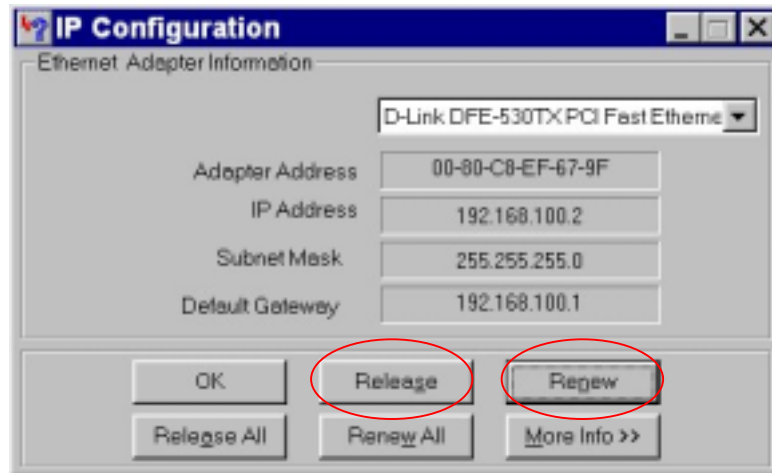 IP Configuration
Ethernet Adapter Information
D-Link DFE-530TX PCI Fast Etherne
Adapter Address 00-80-C8-EF-67-9F
IP Address 192.168.100.2
Subnet Mask 255.255.255.0
Default Gateway 192.168.100.1
OK Release Renew
Release All Renew All More Info >>